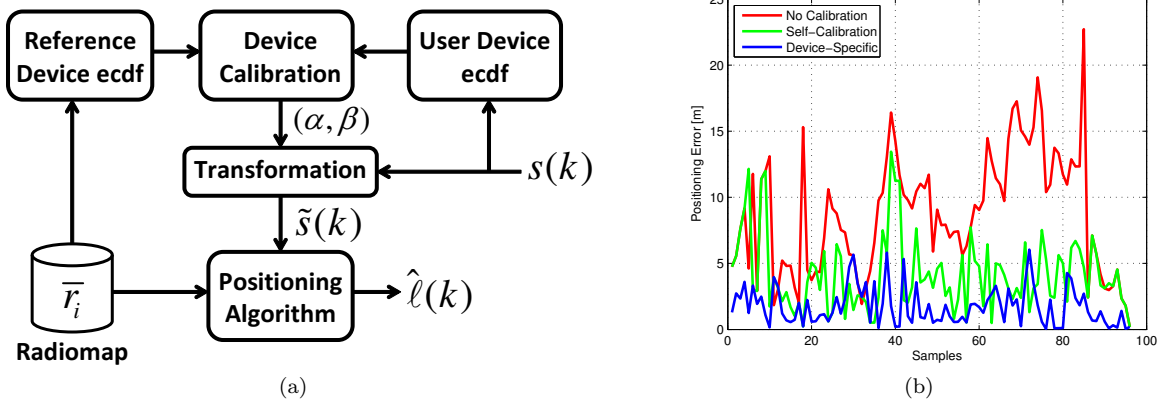 Reference
Device ecdf
Device
Calibration
User Device
ecdf
(α, β)
Transformation
s(k)
s̃(k)
r̅ᵢ
Positioning
Algorithm
ℓ̂(k)
Radiomap
(a)
25
20
15
10
5
0
Positioning Error [m]
No Calibration
Self−Calibration
Device−Specific
0 20 40 60 80 100
Samples
(b)